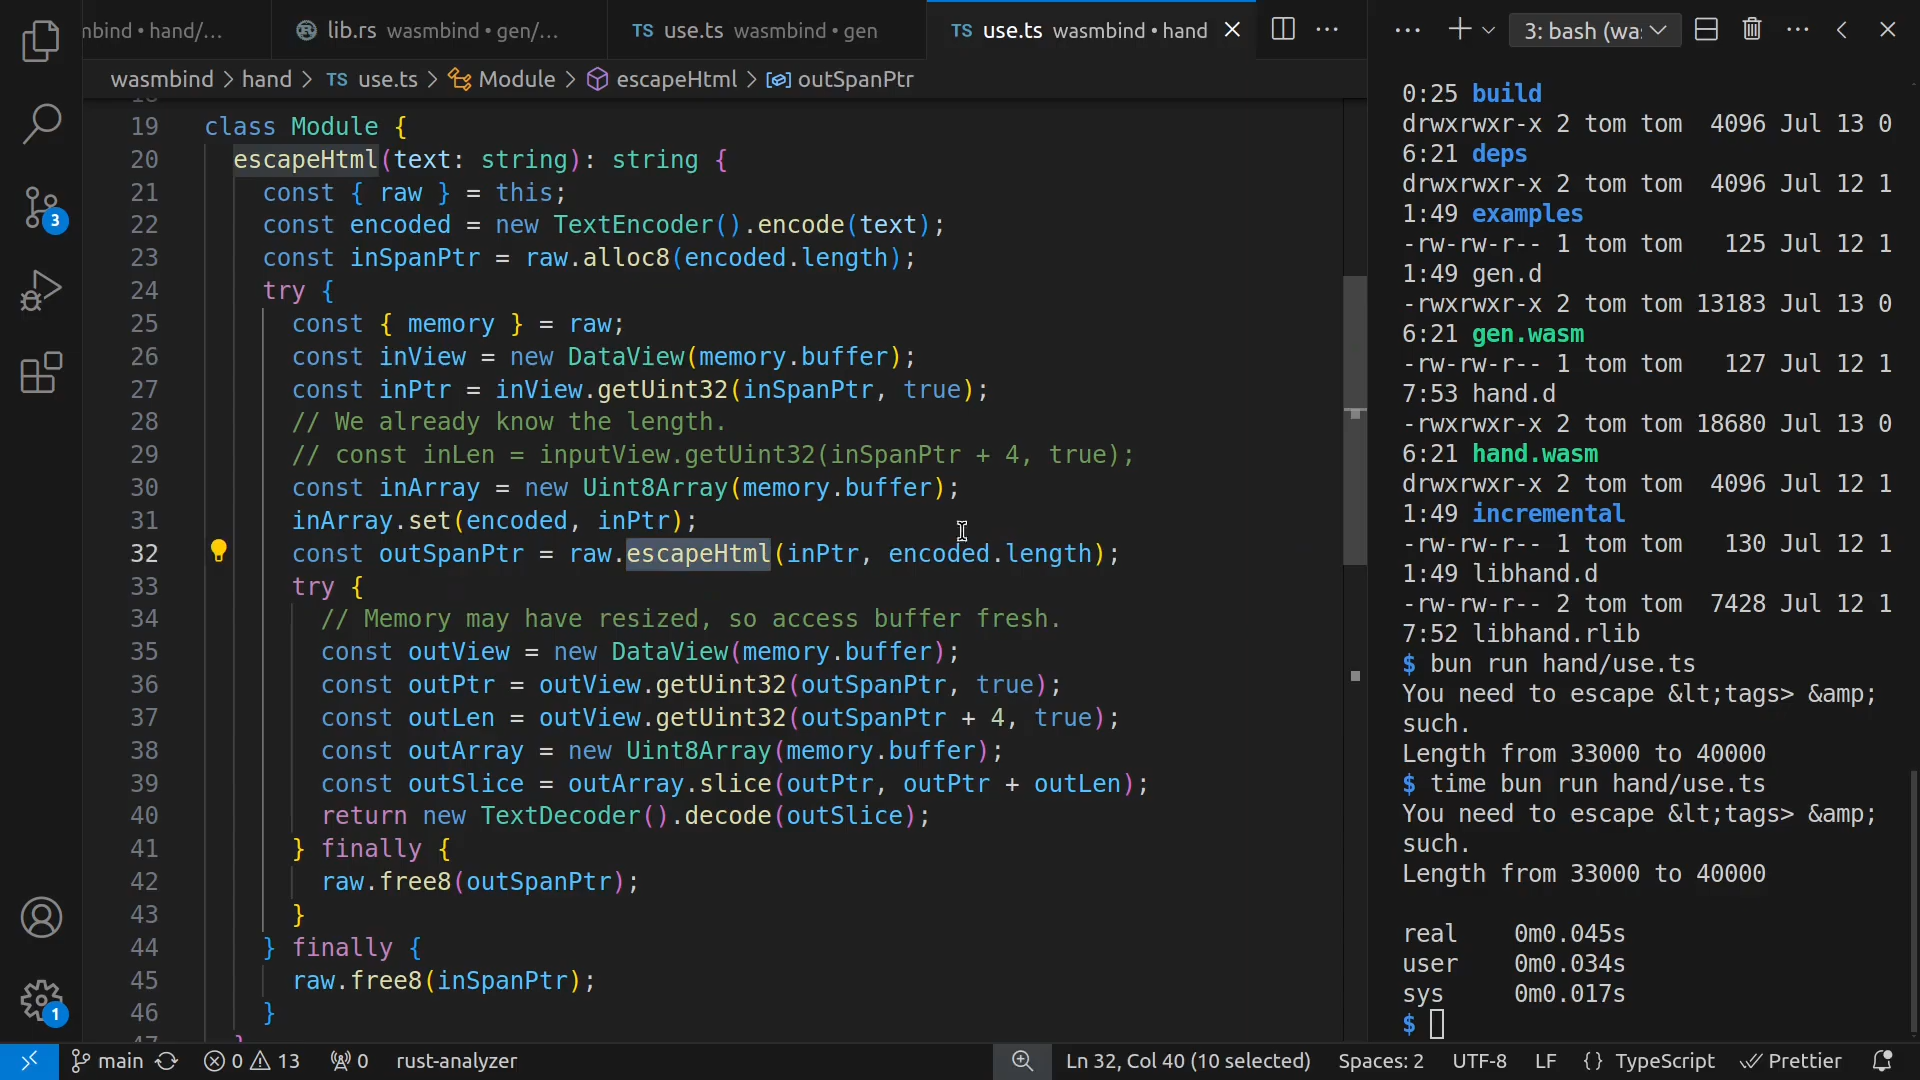 nbind • hand/... lib.rs wasmbind • gen/... TS use.ts wasmbind • gen TS use.ts wasmbind • hand
wasmbind > hand > TS use.ts > Module > escapeHtml > outSpanPtr
19 class Module {
20 escapeHtml(text: string): string {
21 const { raw } = this;
22 const encoded = new TextEncoder().encode(text);
23 const inSpanPtr = raw.alloc8(encoded.length);
24 try {
25 const { memory } = raw;
26 const inView = new DataView(memory.buffer);
27 const inPtr = inView.getUint32(inSpanPtr, true);
28 // We already know the length.
29 // const inLen = inputView.getUint32(inSpanPtr + 4, true);
30 const inArray = new Uint8Array(memory.buffer);
31 inArray.set(encoded, inPtr);
32 const outSpanPtr = raw.escapeHtml(inPtr, encoded.length);
33 try {
34 // Memory may have resized, so access buffer fresh.
35 const outView = new DataView(memory.buffer);
36 const outPtr = outView.getUint32(outSpanPtr, true);
37 const outLen = outView.getUint32(outSpanPtr + 4, true);
38 const outArray = new Uint8Array(memory.buffer);
39 const outSlice = outArray.slice(outPtr, outPtr + outLen);
40 return new TextDecoder().decode(outSlice);
41 } finally {
42 raw.free8(outSpanPtr);
43 }
44 } finally {
45 raw.free8(inSpanPtr);
46 }
3
1
3: bash (wa:
0:25 build
drwxrwxr-x 2 tom tom 4096 Jul 13 0
6:21 deps
drwxrwxr-x 2 tom tom 4096 Jul 12 1
1:49 examples
-rw-rw-r-- 1 tom tom 125 Jul 12 1
1:49 gen.d
-rwxrwxr-x 2 tom tom 13183 Jul 13 0
6:21 gen.wasm
-rw-rw-r-- 1 tom tom 127 Jul 12 1
7:53 hand.d
-rwxrwxr-x 2 tom tom 18680 Jul 13 0
6:21 hand.wasm
drwxrwxr-x 2 tom tom 4096 Jul 12 1
1:49 incremental
-rw-rw-r-- 1 tom tom 130 Jul 12 1
1:49 libhand.d
-rw-rw-r-- 2 tom tom 7428 Jul 12 1
7:52 libhand.rlib
$ bun run hand/use.ts
You need to escape &lt;tags> &amp;
such.
Length from 33000 to 40000
$ time bun run hand/use.ts
You need to escape &lt;tags> &amp;
such.
Length from 33000 to 40000
real 0m0.045s
user 0m0.034s
sys 0m0.017s
$
main 0 13 0 rust-analyzer Ln 32, Col 40 (10 selected) Spaces: 2 UTF-8 LF {} TypeScript Prettier